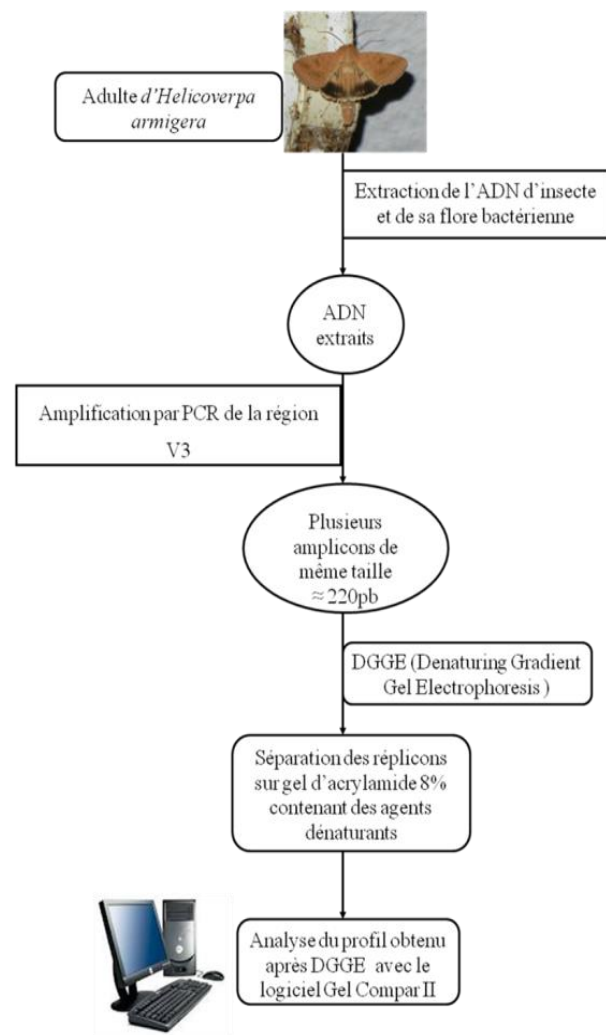 Adulte d'Helicoverpa
armigera
Extraction de l'ADN d'insecte
et de sa flore bactérienne
ADN
extraits
Amplification par PCR de la région
V3
Plusieurs
amplicons de
même taille
≈ 220pb
DGGE (Denaturing Gradient
Gel Electrophoresis )
Séparation des réplicons
sur gel d'acrylamide 8%
contenant des agents
dénaturants
Analyse du profil obtenu
après DGGE avec le
logiciel Gel Compar II